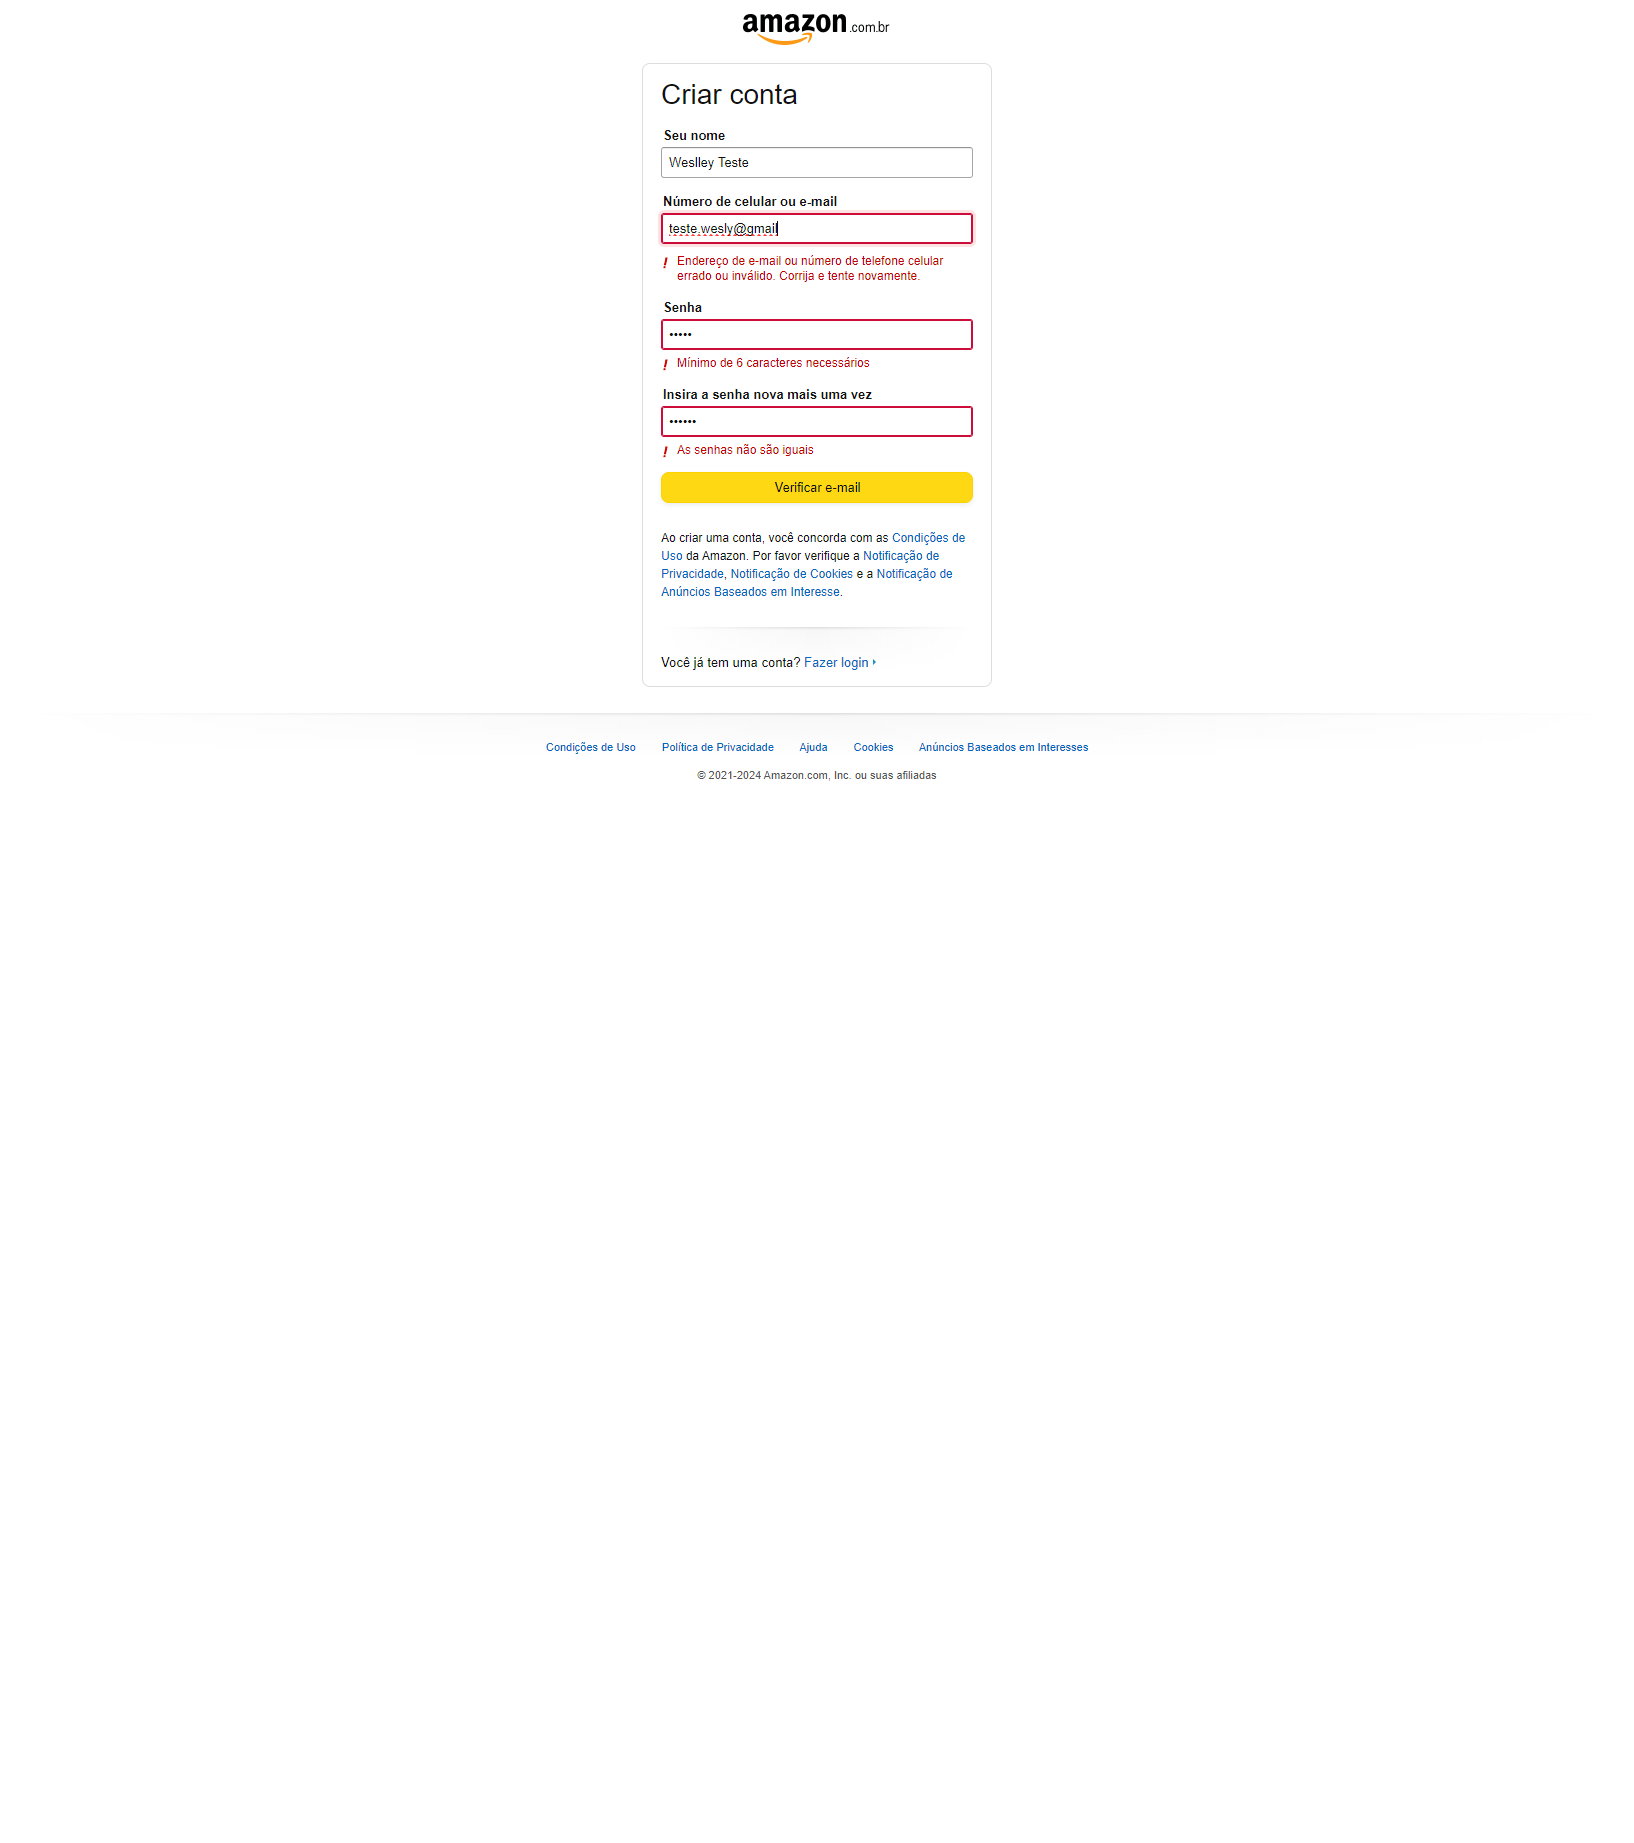 amazon.com.br
Criar conta
Seu nome
Weslley Teste
Número de celular ou e-mail
teste.wesly@gmail
! Endereço de e-mail ou número de telefone celular
errado ou inválido. Corrija e tente novamente.
Senha
•••••
! Mínimo de 6 caracteres necessários
Insira a senha nova mais uma vez
••••••
! As senhas não são iguais
Verificar e-mail
Ao criar uma conta, você concorda com as Condições de
Uso da Amazon. Por favor verifique a Notificação de
Privacidade, Notificação de Cookies e a Notificação de
Anúncios Baseados em Interesse.
Você já tem uma conta? Fazer login
Condições de Uso Política de Privacidade Ajuda Cookies Anúncios Baseados em Interesses
© 2021-2024 Amazon.com, Inc. ou suas afiliadas